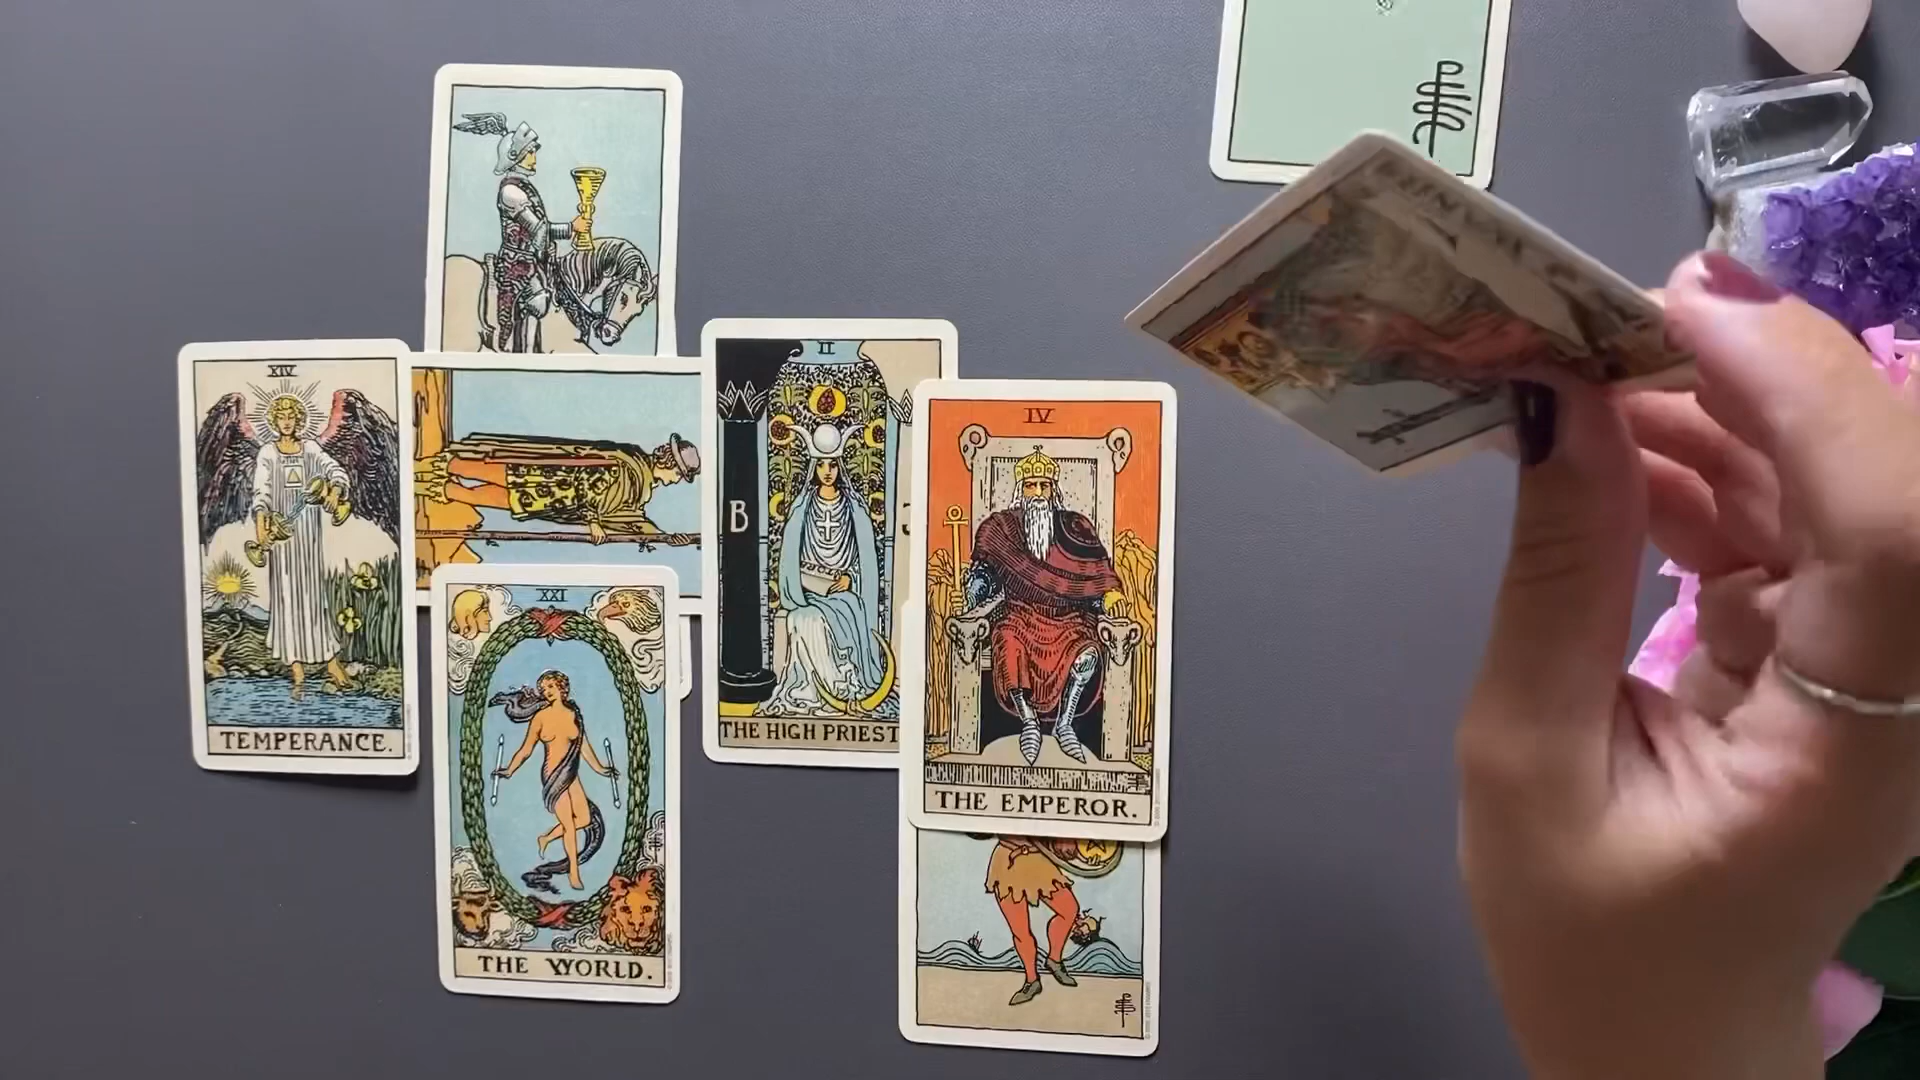 XIV
TEMPERANCE.
XXI
THE WORLD.
II
B
THE HIGH PRIEST
IV
THE EMPEROR.